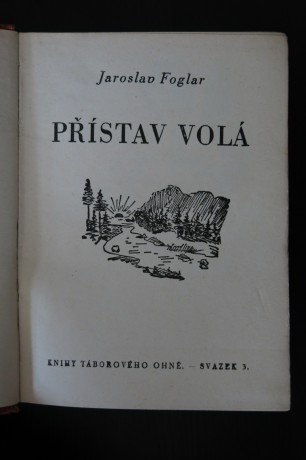 Jaroslav Foglar
PŘÍSTAV VOLÁ
KNIHY TÁBOROVÉHO OHNĚ. — SVAZEK 3.